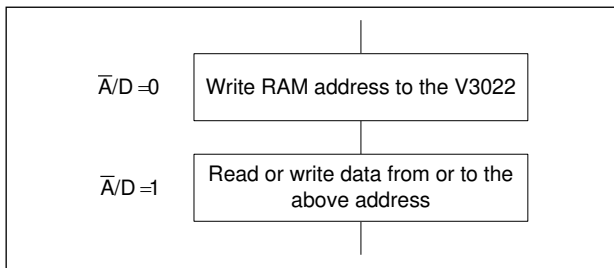 A̅/D =0
Write RAM address to the V3022
A̅/D =1
Read or write data from or to the
above address